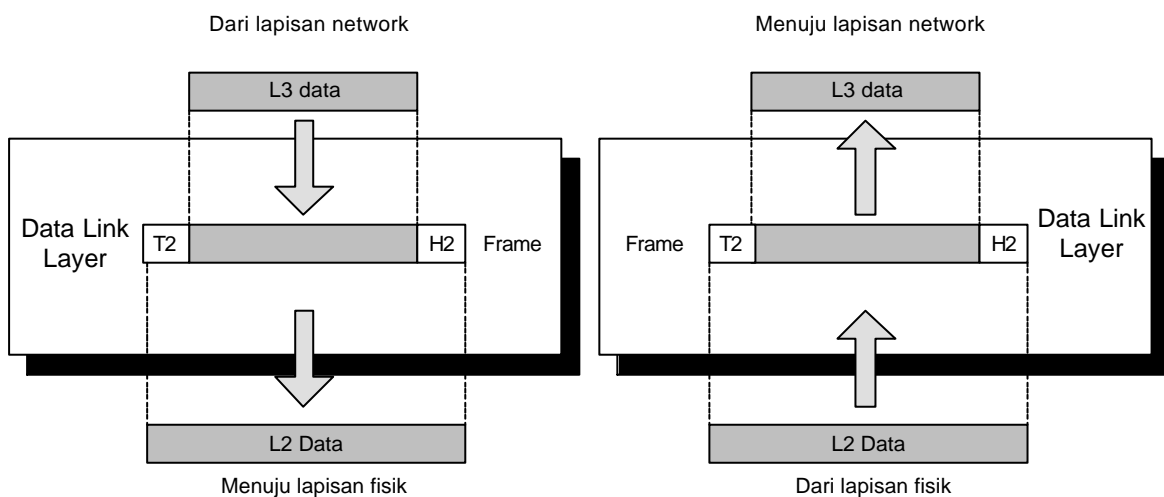 Dari lapisan network
L3 data
Data Link
Layer
T2
H2
Frame
L2 Data
Menuju lapisan fisik
Menuju lapisan network
L3 data
Frame
T2
H2
Data Link
Layer
L2 Data
Dari lapisan fisik